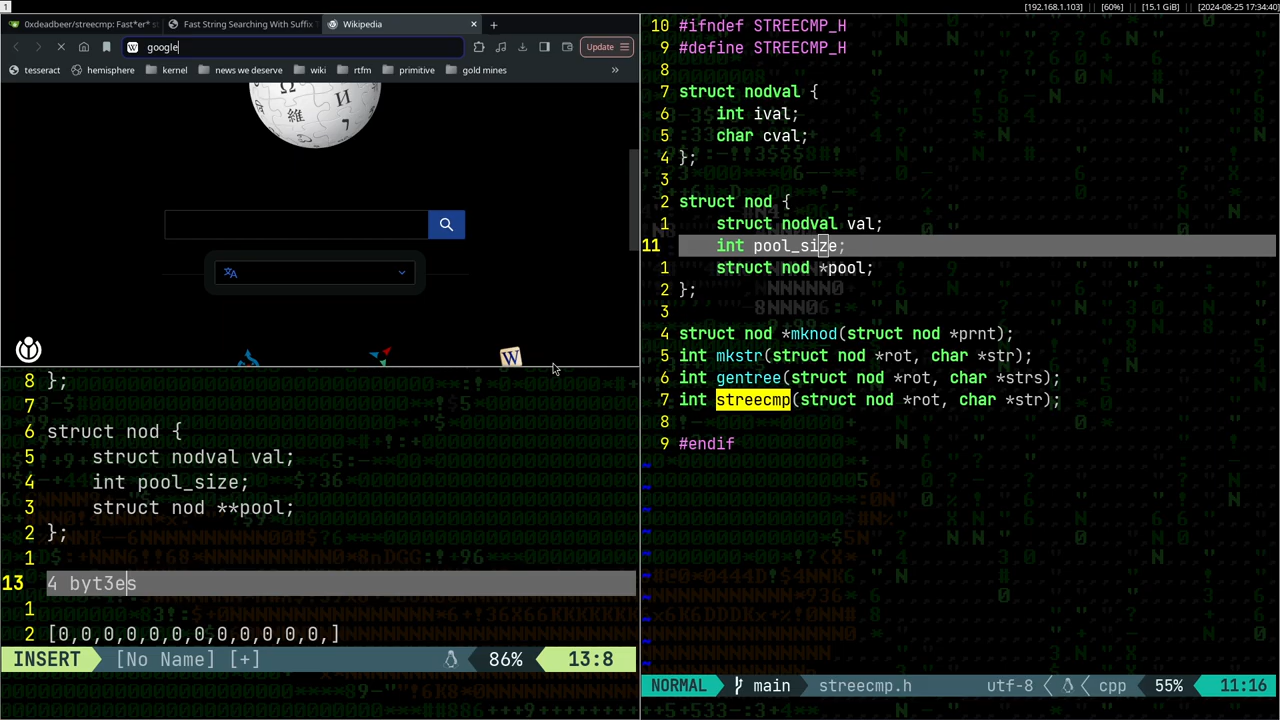 1
[192.168.1.103] [60%] [15.1 GiB] [2024-08-25 17:34:40]
0xdeadbeer/streecmp: Fast*er* s
Fast String Searching With Suffix
Wikipedia
google
Update
tesseract
hemisphere
kernel
news we deserve
wiki
rtfm
primitive
gold mines
»
8 };
7
6 struct nod {
5 struct nodval val;
4 int pool_size;
3 struct nod **pool;
2 };
1
13 4 byt3es
1
2 [0,0,0,0,0,0,0,0,0,0,0,0,]
INSERT [No Name] [+] 86% 13:8
10 #ifndef STREECMP_H
9 #define STREECMP_H
8
7 struct nodval {
6 int ival;
5 char cval;
4 };
3
2 struct nod {
1 struct nodval val;
11 int pool_size;
1 struct nod *pool;
2 };
3
4 struct nod *mknod(struct nod *prnt);
5 int mkstr(struct nod *rot, char *str);
6 int gentree(struct nod *rot, char *strs);
7 int streecmp(struct nod *rot, char *str);
8
9 #endif
NORMAL main streecmp.h utf-8 cpp 55% 11:16